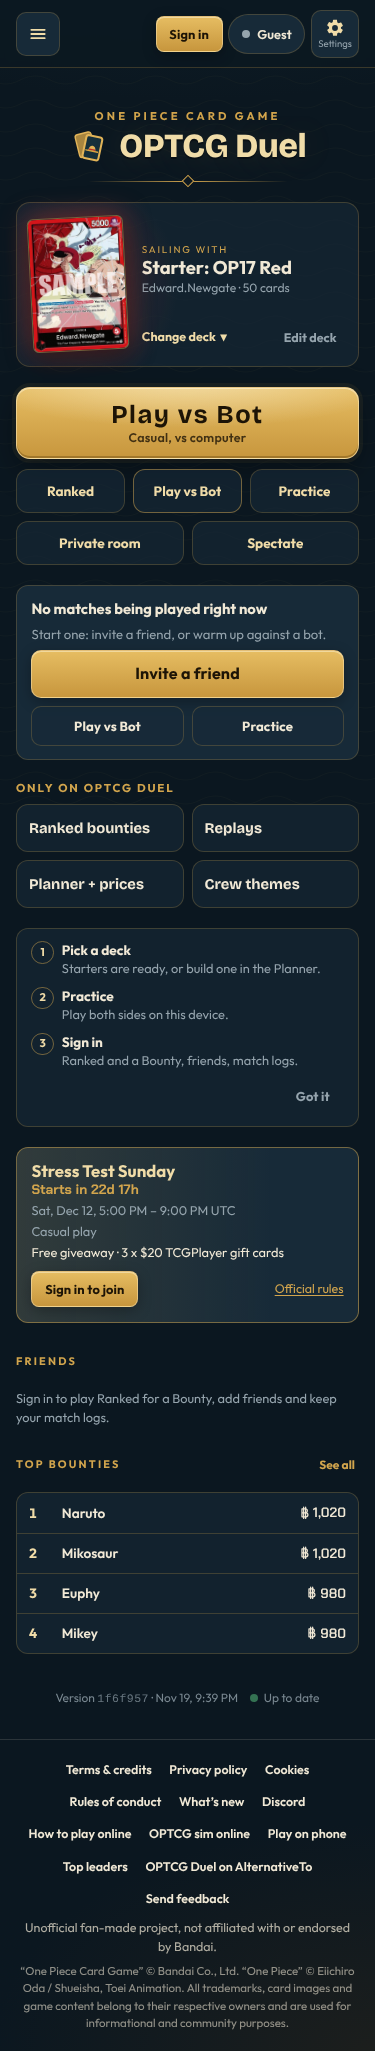 Sign in
Guest
Settings
ONE PIECE CARD GAME
OPTCG Duel
5000
SAMPLE
Edward.Newgate
SAILING WITH
Starter: OP17 Red
Edward.Newgate · 50 cards
Change deck ▾
Edit deck
Play vs Bot
Casual, vs computer
Ranked
Play vs Bot
Practice
Private room
Spectate
No matches being played right now
Start one: invite a friend, or warm up against a bot.
Invite a friend
Play vs Bot
Practice
ONLY ON OPTCG DUEL
Ranked bounties
Replays
Planner + prices
Crew themes
1 Pick a deck
Starters are ready, or build one in the Planner.
2 Practice
Play both sides on this device.
3 Sign in
Ranked and a Bounty, friends, match logs.
Got it
Stress Test Sunday
Starts in 22d 17h
Sat, Dec 12, 5:00 PM – 9:00 PM UTC
Casual play
Free giveaway · 3 x $20 TCGPlayer gift cards
Sign in to join
Official rules
FRIENDS
Sign in to play Ranked for a Bounty, add friends and keep
your match logs.
TOP BOUNTIES
See all
1 Naruto ฿ 1,020
2 Mikosaur ฿ 1,020
3 Euphy ฿ 980
4 Mikey ฿ 980
Version 1f6f957 · Nov 19, 9:39 PM
Up to date
Terms & credits Privacy policy Cookies
Rules of conduct What's new Discord
How to play online OPTCG sim online Play on phone
Top leaders OPTCG Duel on AlternativeTo
Send feedback
Unofficial fan-made project, not affiliated with or endorsed
by Bandai.
“One Piece Card Game” © Bandai Co., Ltd. “One Piece” © Eiichiro
Oda / Shueisha, Toei Animation. All trademarks, card images and
game content belong to their respective owners and are used for
informational and community purposes.